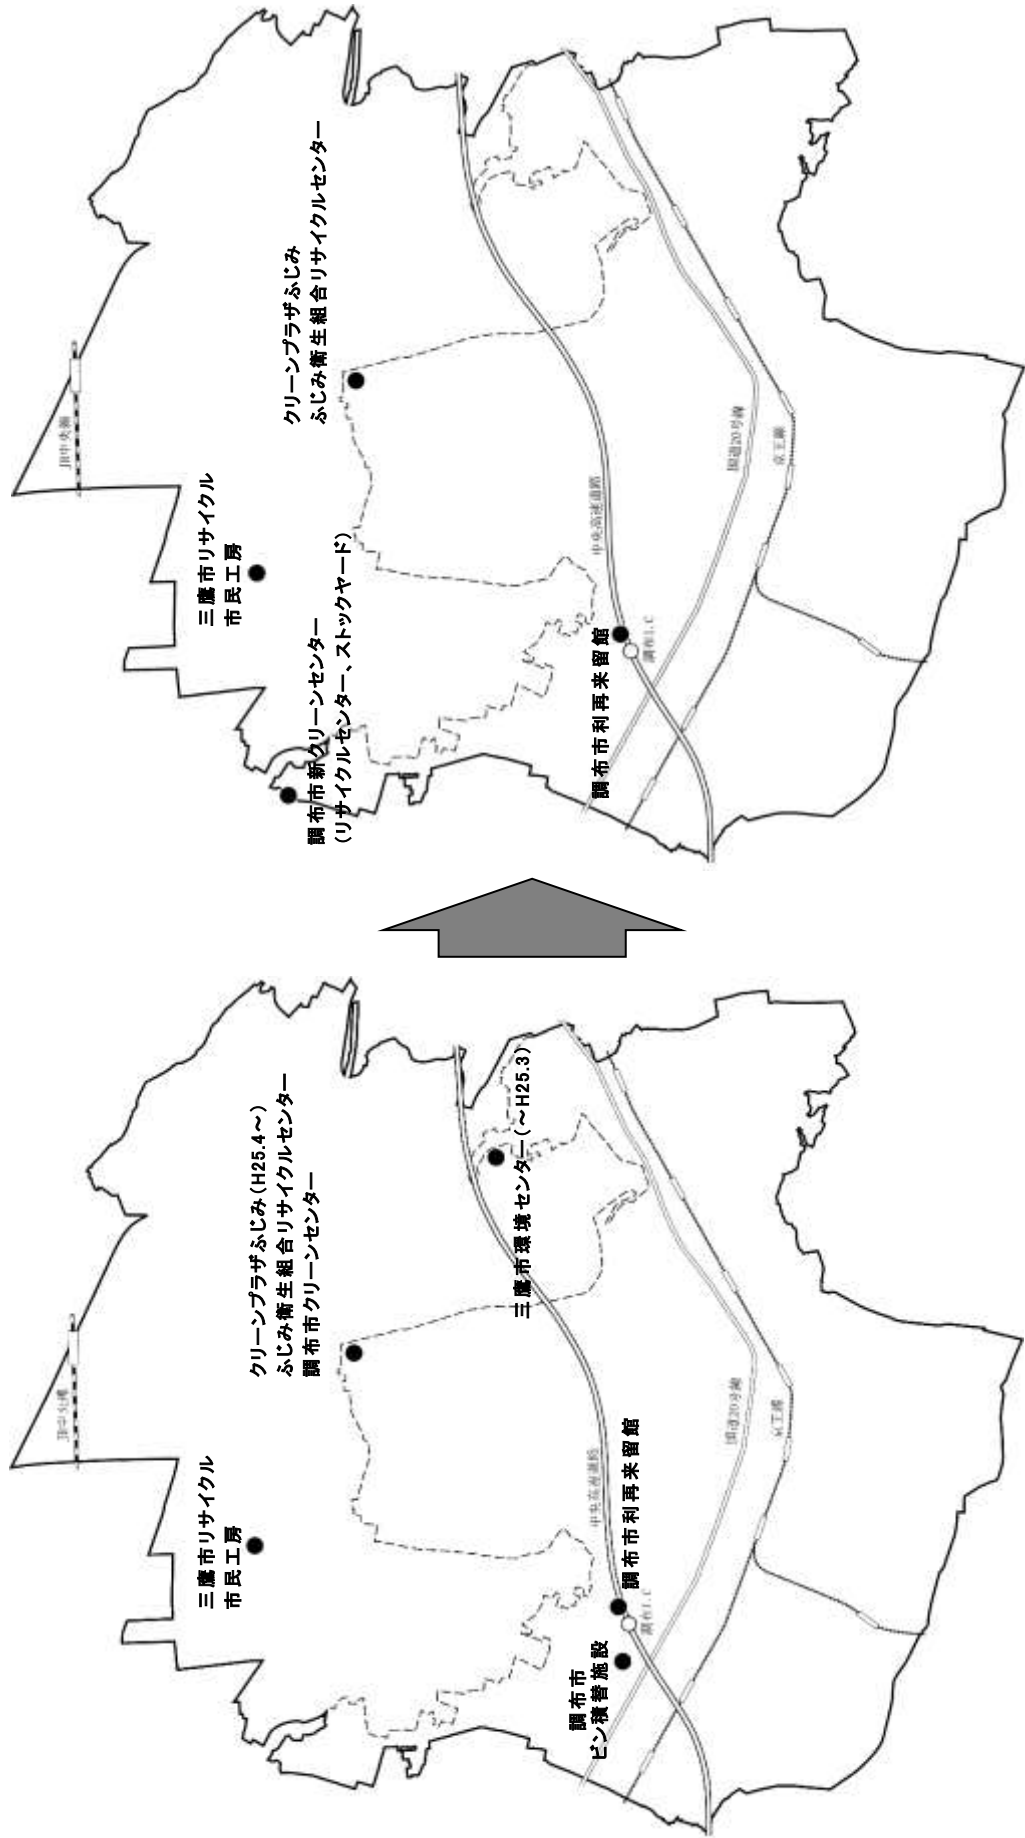 三鷹市リサイクル
市民工房
クリーンプラザふじみ(H25.4～)
ふじみ衛生組合リサイクルセンター
調布市クリーンセンター
三鷹市環境センター(～H25.3)
調布市利再来留館
調布市
ビン積替施設
JR中央線
中央高速道路
国道20号線
京王線
調布I.C
三鷹市リサイクル
市民工房
クリーンプラザふじみ
ふじみ衛生組合リサイクルセンター
調布市新クリーンセンター
(リサイクルセンター、ストックヤード)
調布市利再来留館
JR中央線
中央高速道路
国道20号線
京王線
調布I.C